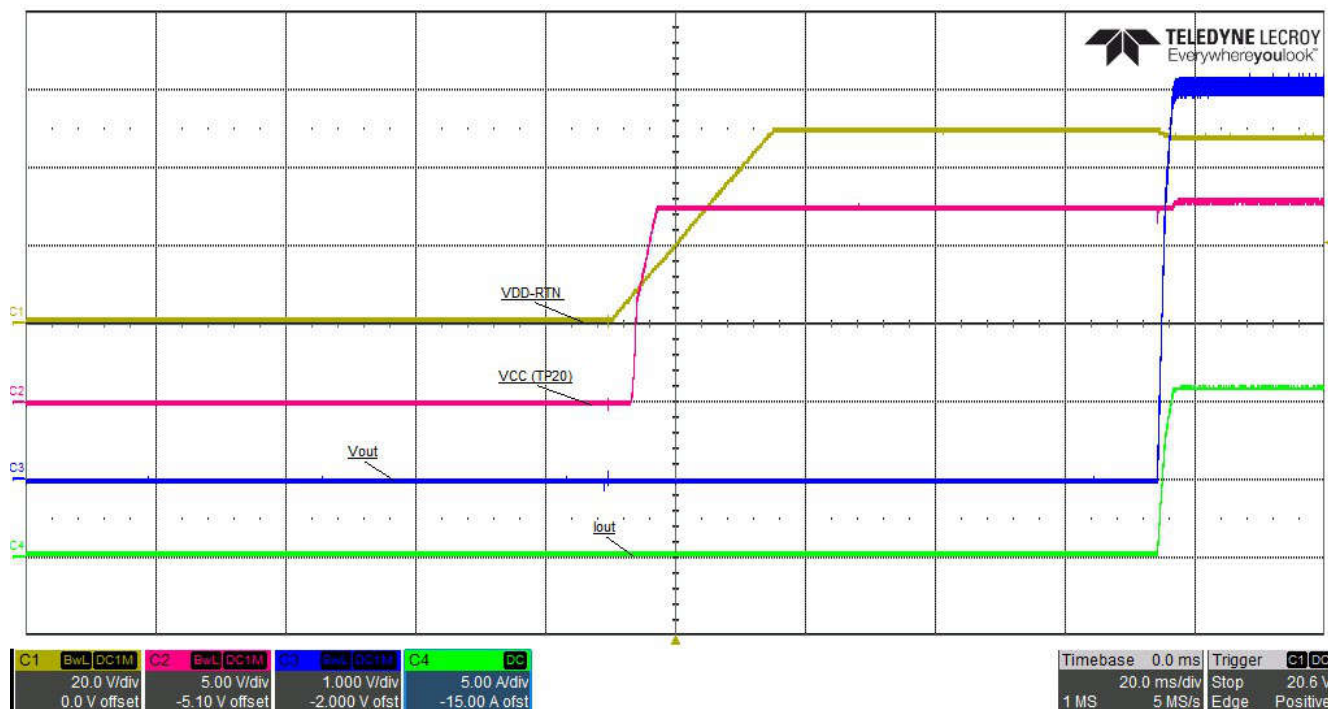 TELEDYNE LECROY
Everywhereyoulook™
VDD-RTN
C1
VCC (TP20)
C2
Vout
C3
Iout
C4
C1 BwL DC1M C2 BwL DC1M C3 BwL DC1M C4 DC
20.0 V/div 5.00 V/div 1.000 V/div 5.00 A/div
0.0 V offset -5.10 V offset -2.000 V ofst -15.00 A ofst
Timebase 0.0 ms Trigger C1 DC
20.0 ms/div Stop 20.6 V
1 MS 5 MS/s Edge Positive